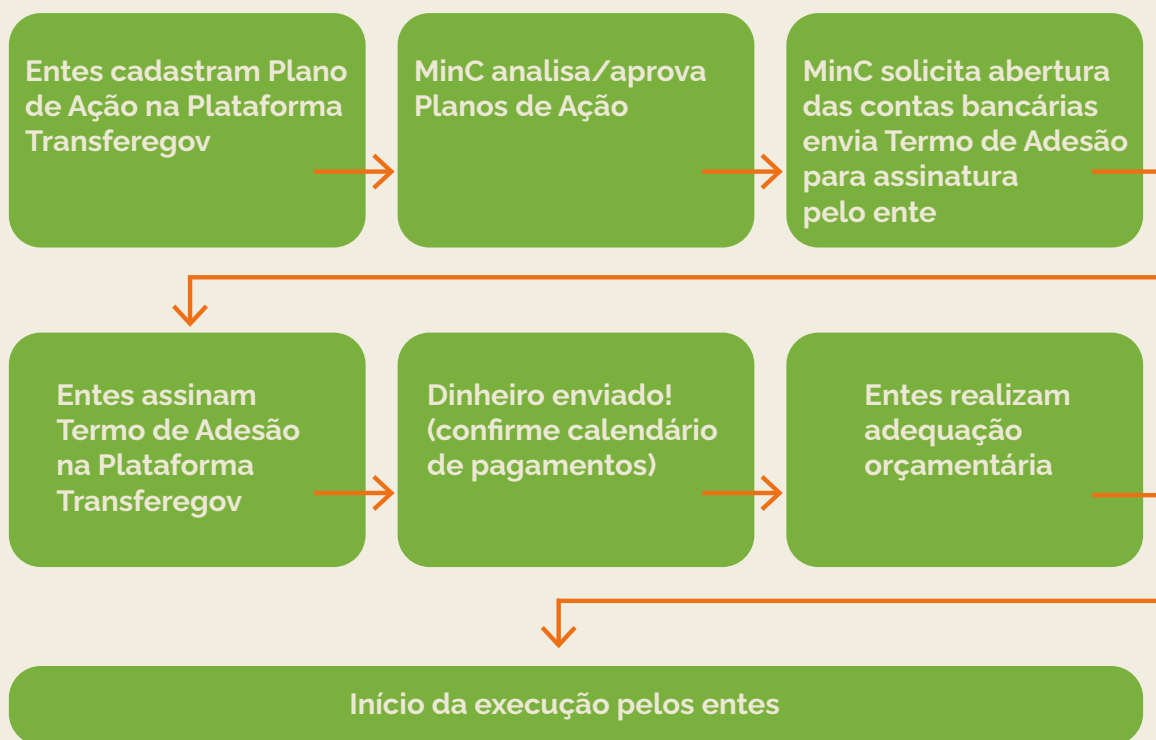 Entes cadastram Plano
de Ação na Plataforma
Transferegov
MinC analisa/aprova
Planos de Ação
MinC solicita abertura
das contas bancárias
envia Termo de Adesão
para assinatura
pelo ente
Entes assinam
Termo de Adesão
na Plataforma
Transferegov
Dinheiro enviado!
(confirme calendário
de pagamentos)
Entes realizam
adequação
orçamentária
Início da execução pelos entes